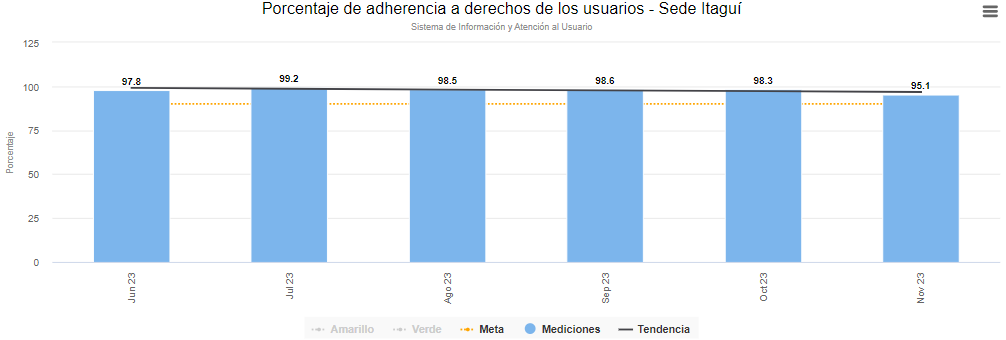 Porcentaje de adherencia a derechos de los usuarios - Sede Itaguí
Sistema de Información y Atención al Usuario
Porcentaje
125
100
75
50
25
0
97.8
99.2
98.5
98.6
98.3
95.1
Jun 23
Jul 23
Ago 23
Sep 23
Oct 23
Nov 23
Amarillo Verde Meta Mediciones Tendencia